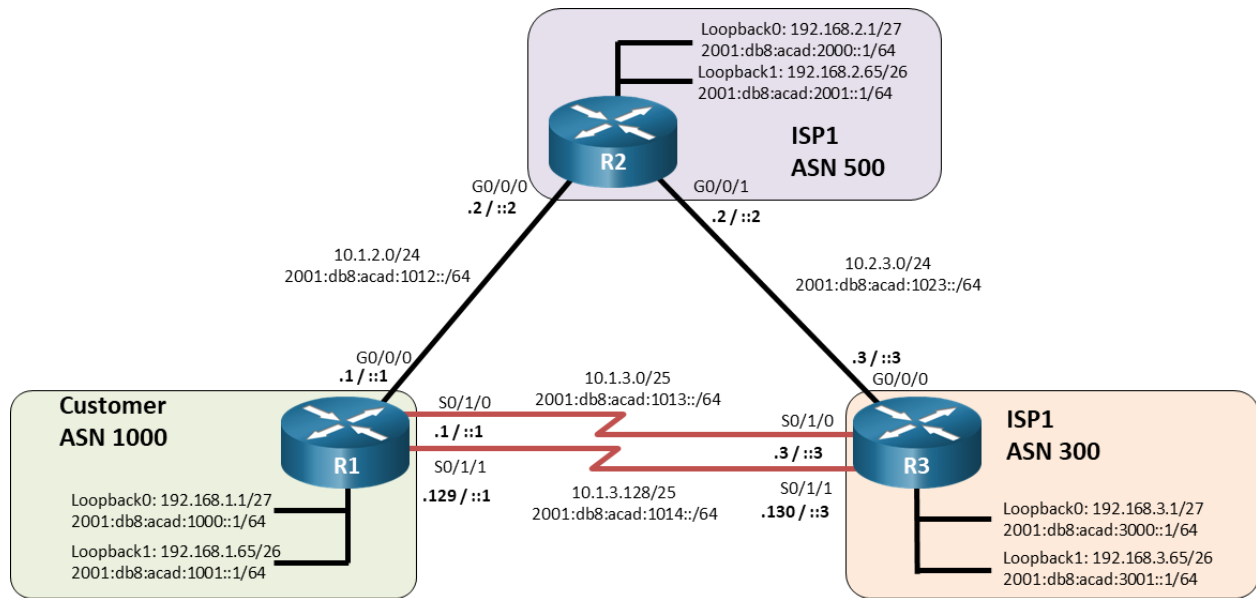 Loopback0: 192.168.2.1/27
2001:db8:acad:2000::1/64
Loopback1: 192.168.2.65/26
2001:db8:acad:2001::1/64
ISP1
ASN 500
R2
G0/0/0
.2 / ::2
G0/0/1
.2 / ::2
10.1.2.0/24
2001:db8:acad:1012::/64
10.2.3.0/24
2001:db8:acad:1023::/64
G0/0/0
.1 / ::1
.3 / ::3
G0/0/0
Customer
ASN 1000
R1
S0/1/0
.1 / ::1
S0/1/1
.129 / ::1
10.1.3.0/25
2001:db8:acad:1013::/64
10.1.3.128/25
2001:db8:acad:1014::/64
S0/1/0
.3 / ::3
S0/1/1
.130 / ::3
R3
ISP1
ASN 300
Loopback0: 192.168.1.1/27
2001:db8:acad:1000::1/64
Loopback1: 192.168.1.65/26
2001:db8:acad:1001::1/64
Loopback0: 192.168.3.1/27
2001:db8:acad:3000::1/64
Loopback1: 192.168.3.65/26
2001:db8:acad:3001::1/64